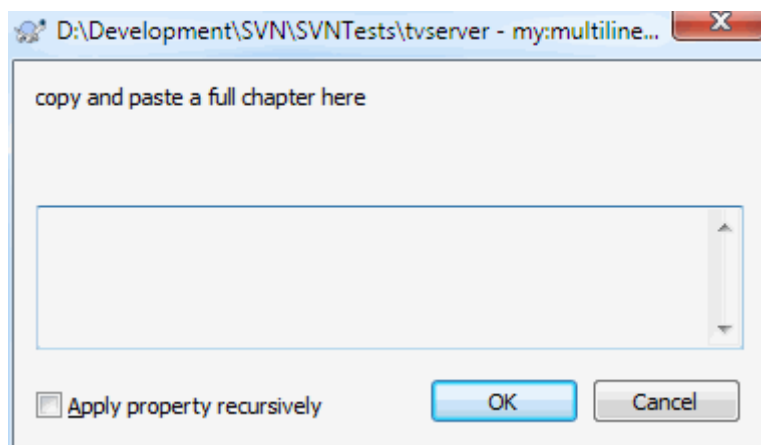 D:\Development\SVN\SVNTests\tvserver - my:multiline...
copy and paste a full chapter here
Apply property recursively
OK
Cancel